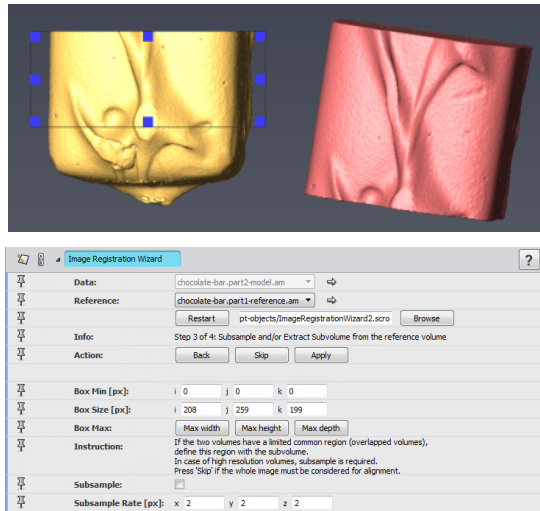 Image Registration Wizard ?
Data: chocolate-bar.part2-model.am
Reference: chocolate-bar.part1-reference.am
Restart pt-objects/ImageRegistrationWizard2.scro Browse
Info: Step 3 of 4: Subsample and/or Extract Subvolume from the reference volume
Action: Back Skip Apply
Box Min [px]: i 0 j 0 k 0
Box Size [px]: i 208 j 259 k 199
Box Max: Max width Max height Max depth
Instruction: If the two volumes have a limited common region (overlapped volumes),
define this region with the subvolume.
In case of high resolution volumes, subsample is required.
Press 'Skip' if the whole image must be considered for alignment.
Subsample:
Subsample Rate [px]: x 2 y 2 z 2